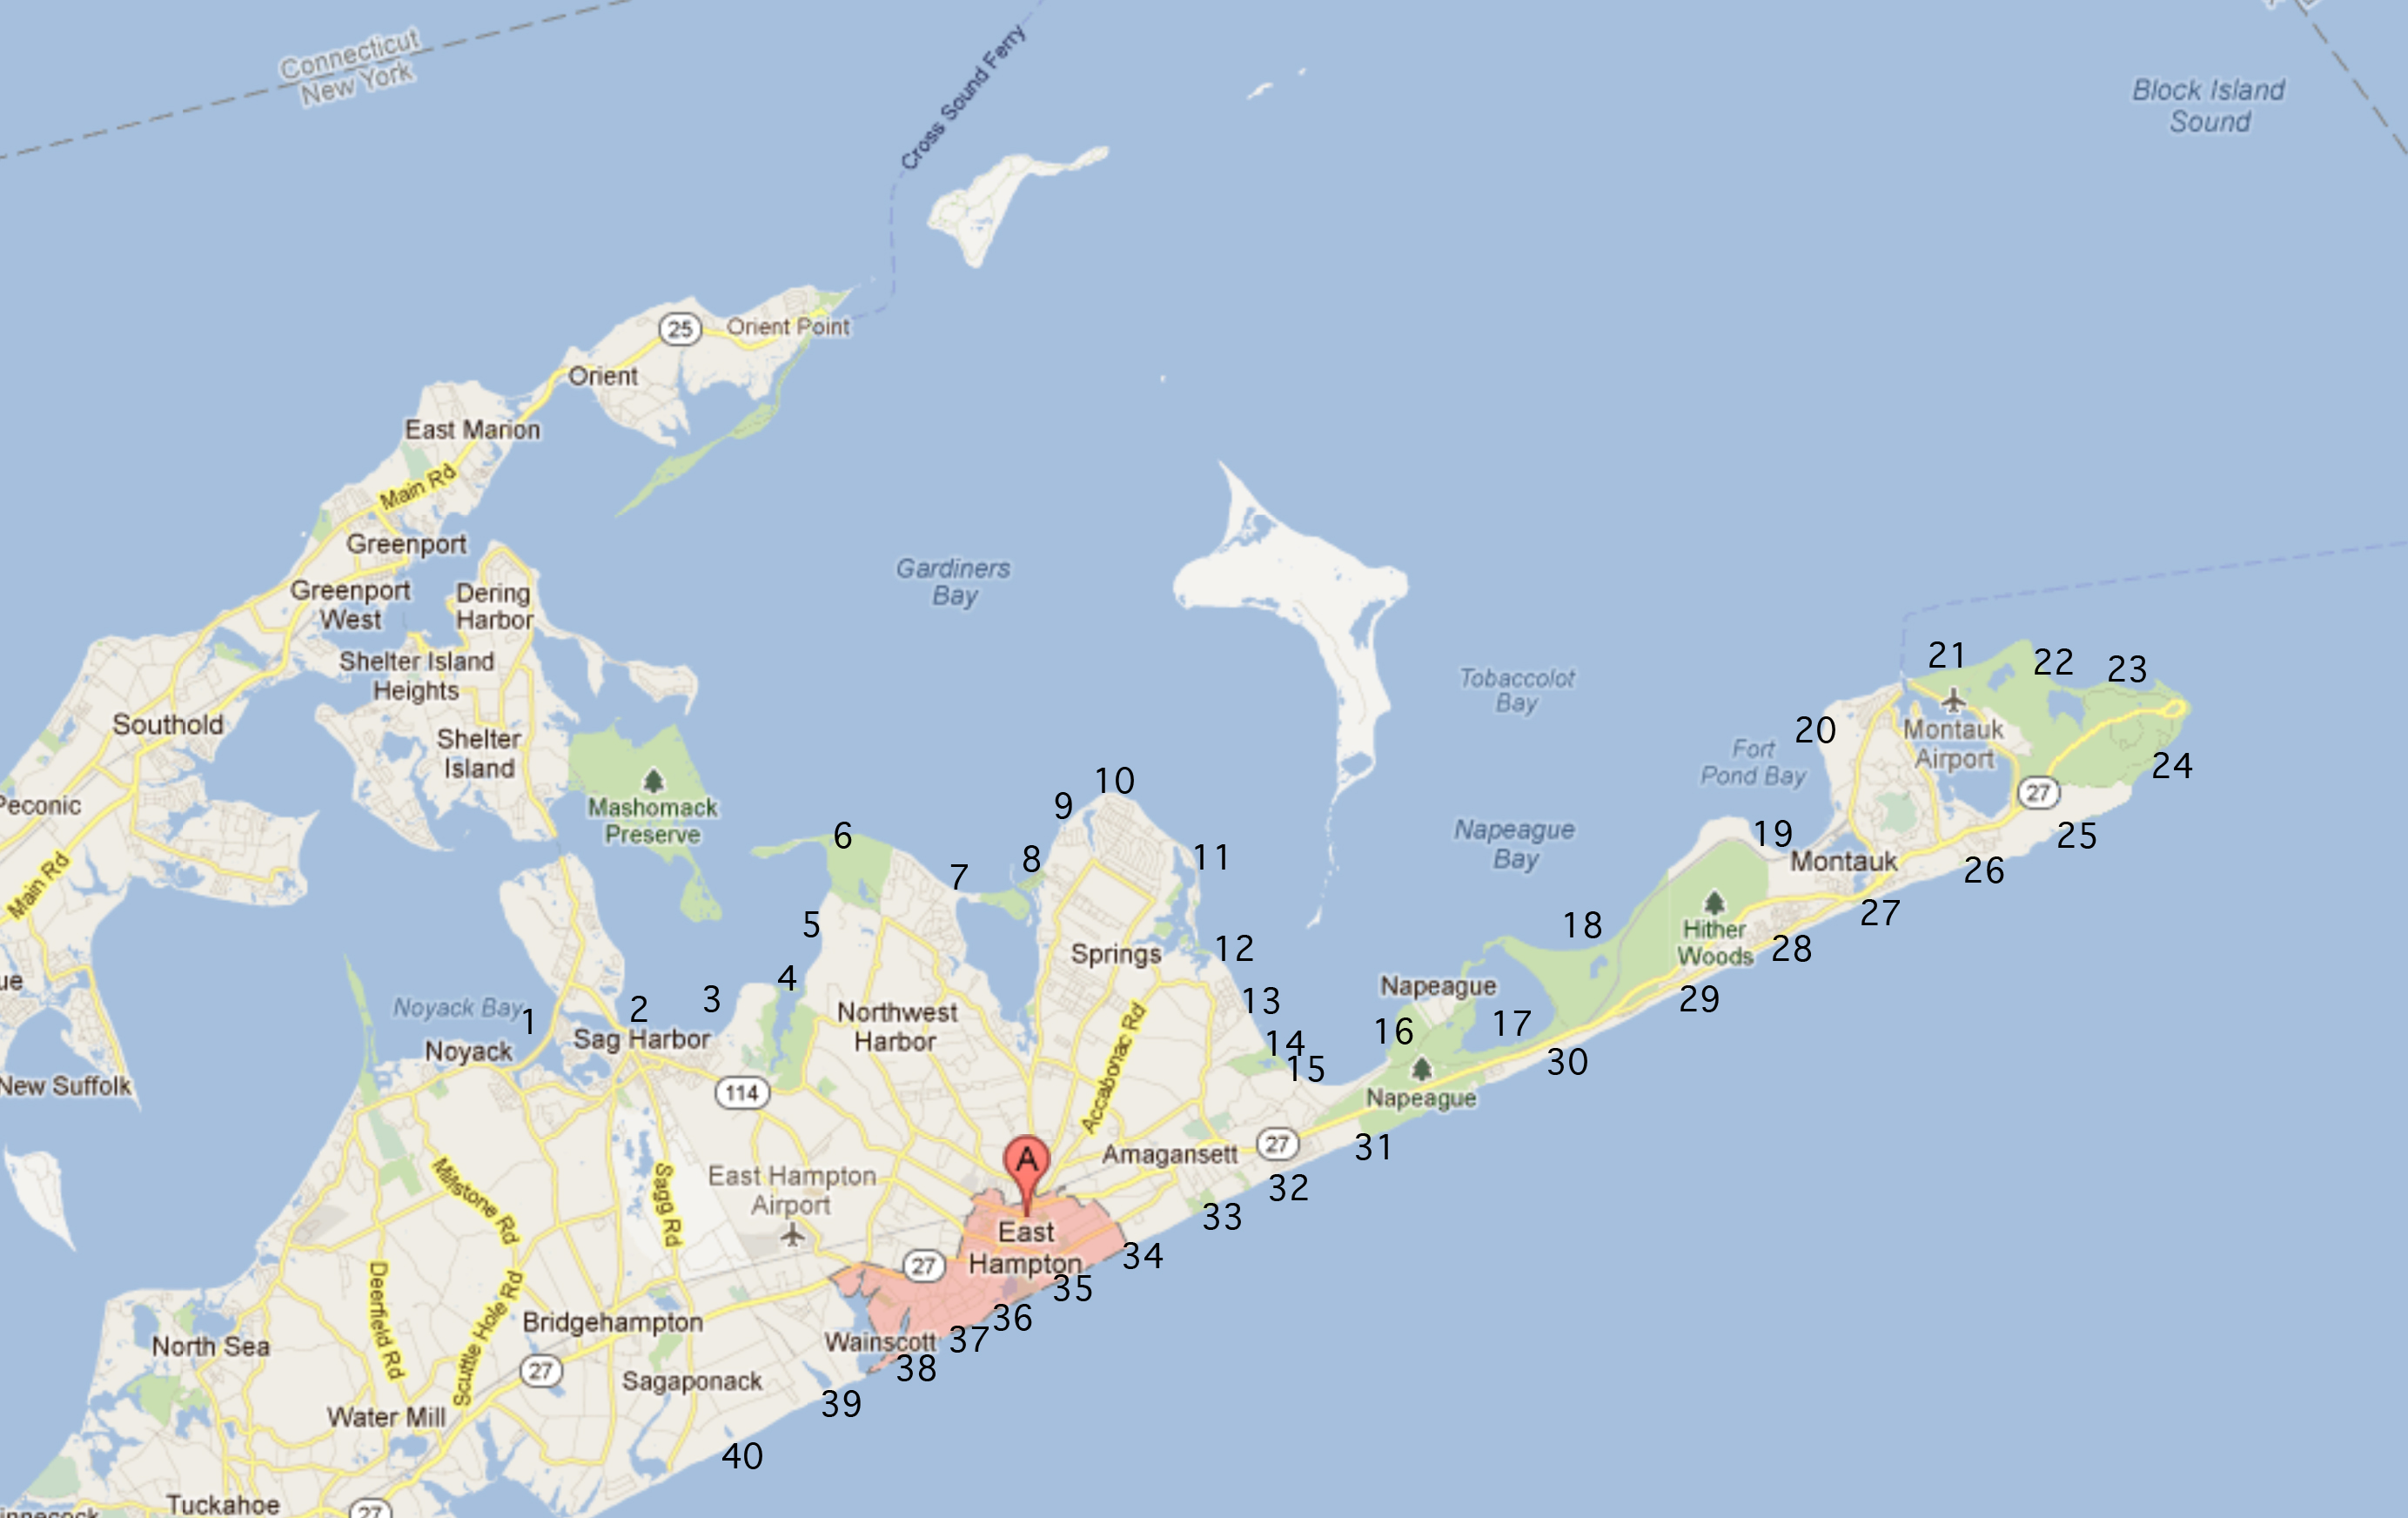 Connecticut
New York
Cross Sound Ferry
Block Island
Sound
25
Orient Point
Orient
East Marion
Main Rd
Greenport
Greenport
West
Dering
Harbor
Gardiners
Bay
Shelter Island
Heights
Southold
Shelter
Island
Mashomack
Preserve
Peconic
Main Rd
ue
New Suffolk
Tobaccolot
Bay
Napeague
Bay
Fort
Pond Bay
21
22
23
20
Montauk
Airport
24
27
25
19
Montauk
26
27
10
9
6
7
8
11
5
4
3
12
Springs
18
Hither
Woods
28
29
Noyack Bay
1
2
Sag Harbor
Noyack
Northwest
Harbor
13
14
15
Napeague
16
17
30
Napeague
114
Accabonac Rd
A
Amagansett
27
31
32
33
34
East Hampton
Airport
Sagg Rd
Millstone Rd
East
Hampton
27
35
36
37
38
Wainscott
39
40
Deerfield Rd
Scuttle Hole Rd
Bridgehampton
North Sea
27
Sagaponack
Water Mill
Tuckahoe
27
innecock